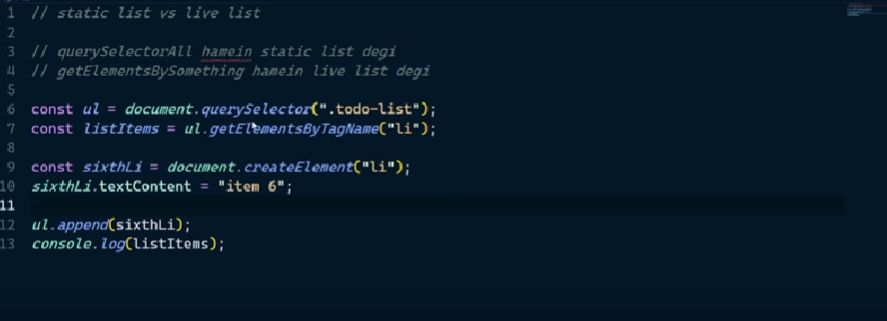 1 // static list vs live list
2
3 // querySelectorAll hamein static list degi
4 // getElementsBySomething hamein live list degi
5
6 const ul = document.querySelector(".todo-list");
7 const listItems = ul.getElementsByTagName("li");
8
9 const sixthLi = document.createElement("li");
10 sixthLi.textContent = "item 6";
11
12 ul.append(sixthLi);
13 console.log(listItems);